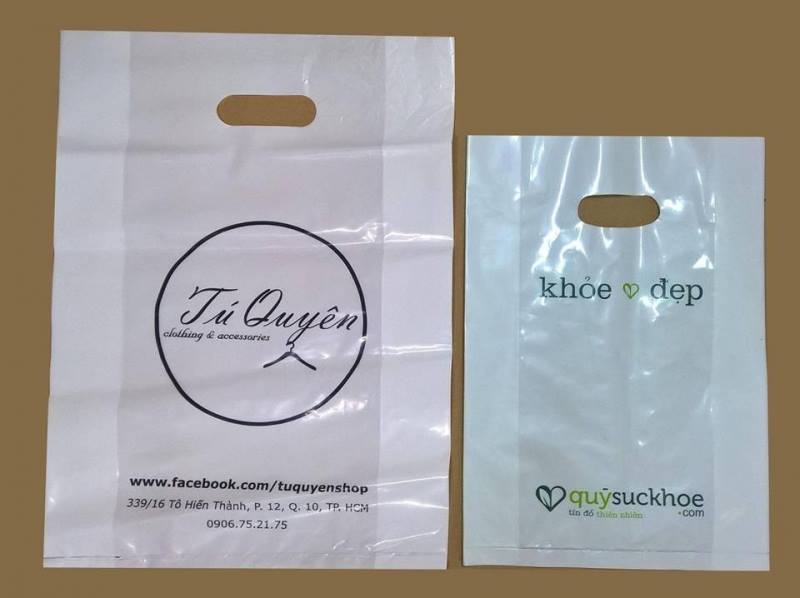 Tú Quyên
clothing & accessories
www.facebook.com/tuquyenshop
339/16 Tô Hiến Thành, P. 12, Q. 10, TP. HCM
0906.75.21.75
khỏe đẹp
quỹsuckhoe
.com
tín đồ thiên nhiên